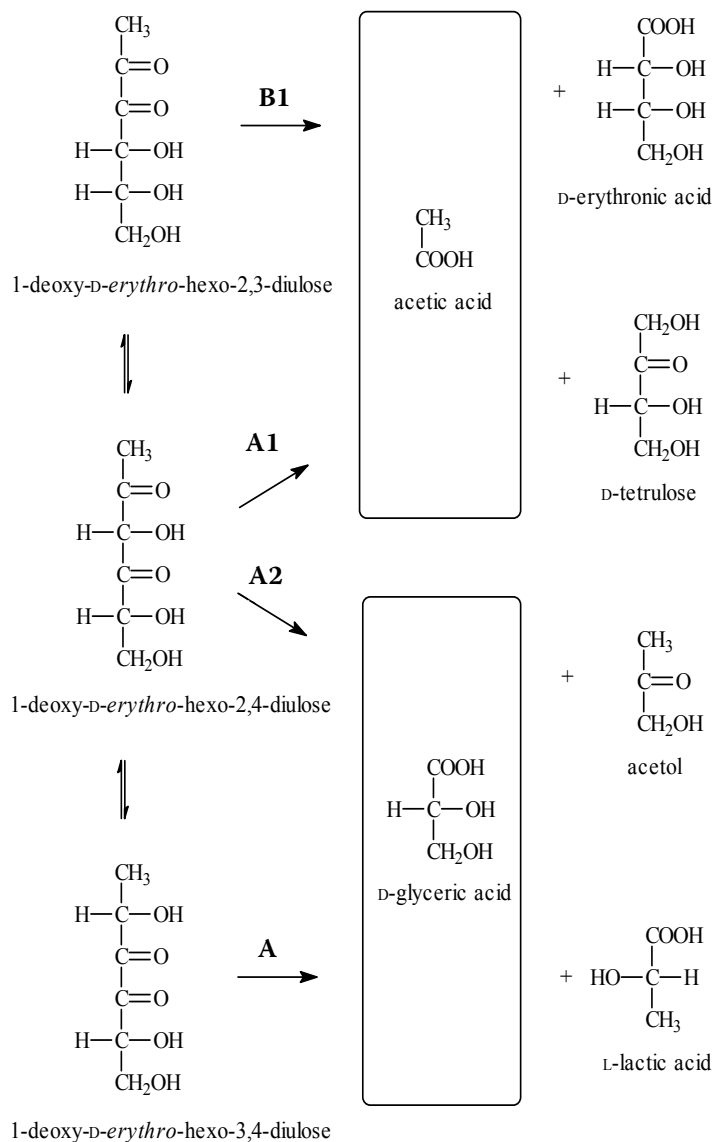 CH₃
C=O
C=O
H—C—OH
H—C—OH
CH₂OH
1-deoxy-D-erythro-hexo-2,3-diulose
B1
CH₃
COOH
acetic acid
+
COOH
H—C—OH
H—C—OH
CH₂OH
D-erythronic acid
CH₃
C=O
H—C—OH
C=O
H—C—OH
CH₂OH
1-deoxy-D-erythro-hexo-2,4-diulose
A1
+
CH₂OH
C=O
H—C—OH
CH₂OH
D-tetrulose
A2
COOH
H—C—OH
CH₂OH
D-glyceric acid
+
CH₃
C=O
CH₂OH
acetol
CH₃
H—C—OH
C=O
C=O
H—C—OH
CH₂OH
1-deoxy-D-erythro-hexo-3,4-diulose
A
+
COOH
HO—C—H
CH₃
L-lactic acid